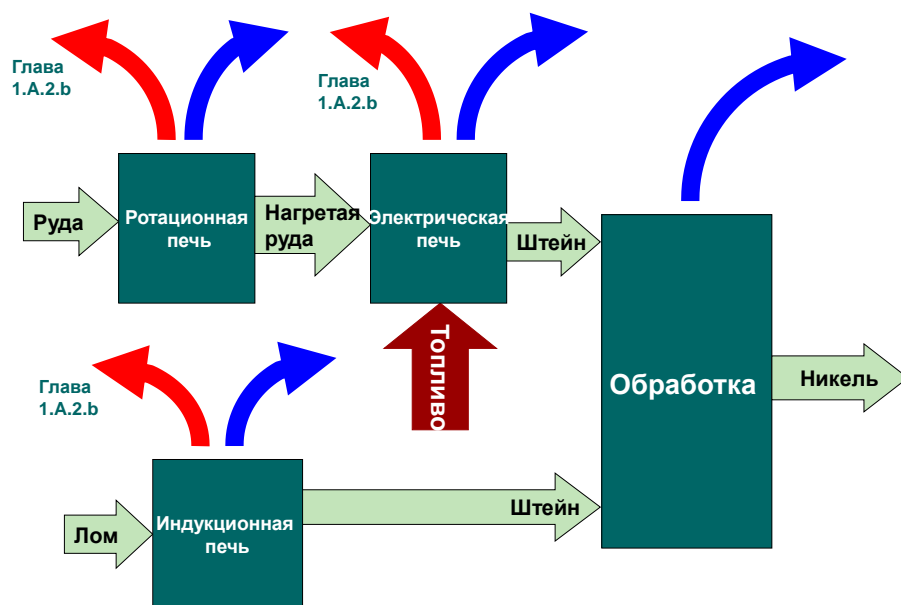 Глава
1.A.2.b
Глава
1.A.2.b
Руда
Ротационная
печь
Нагретая
руда
Электрическая
печь
Штейн
Топливо
Обработка
Никель
Глава
1.A.2.b
Лом
Индукционная
печь
Штейн